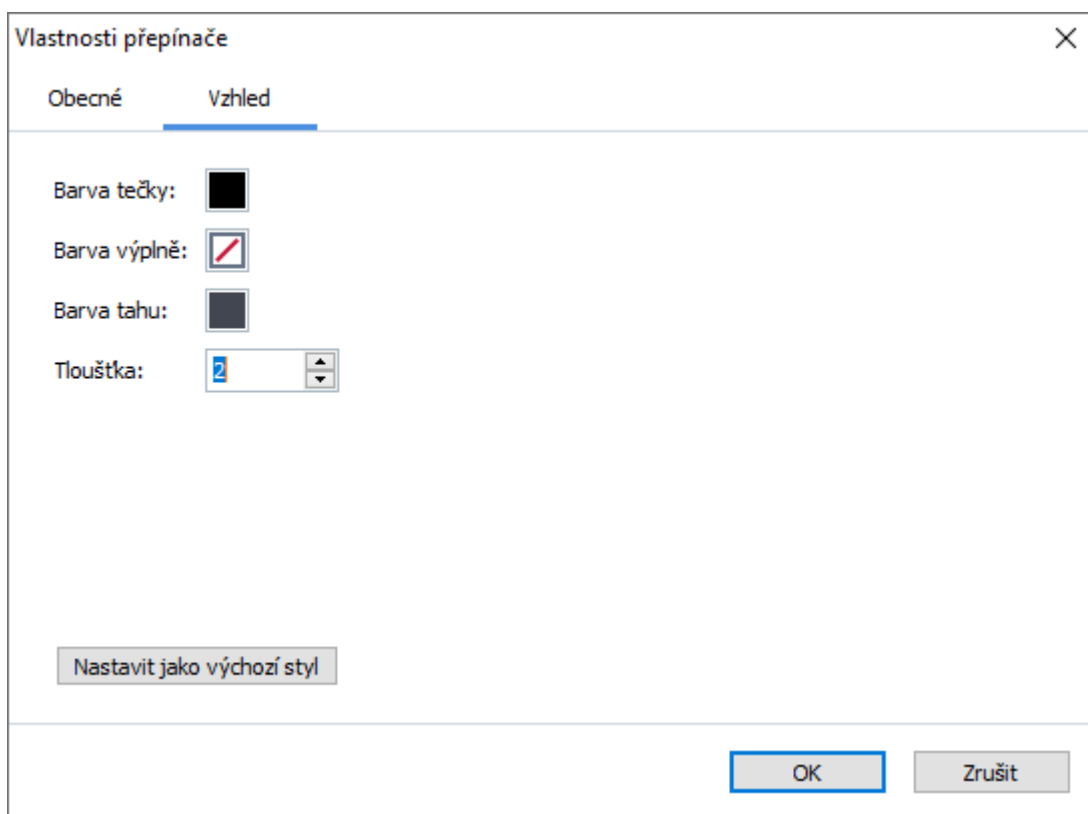 Vlastnosti přepínače
Obecné Vzhled
Barva tečky:
Barva výplně:
Barva tahu:
Tloušťka: 2
Nastavit jako výchozí styl
OK Zrušit